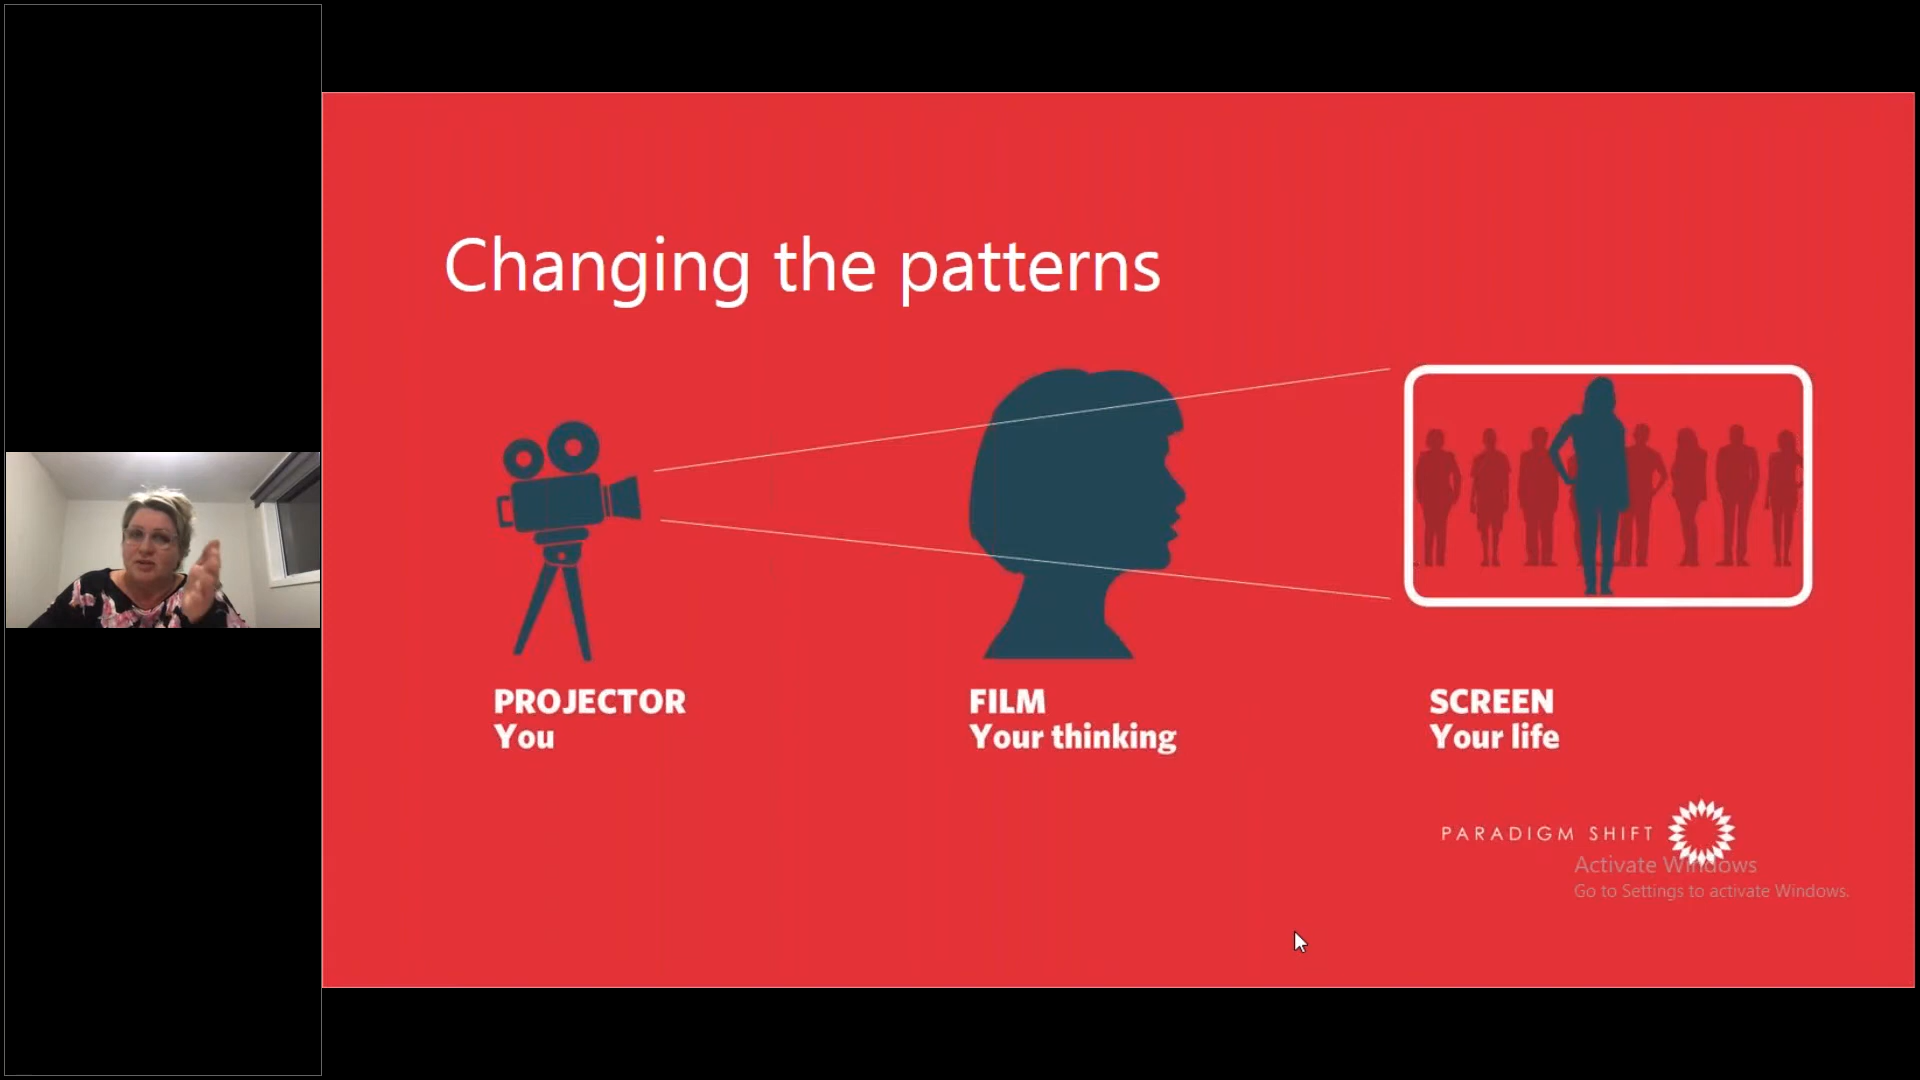 Changing the patterns
PROJECTOR
You
FILM
Your thinking
SCREEN
Your life
PARADIGM SHIFT
Activate Windows
Go to Settings to activate Windows.